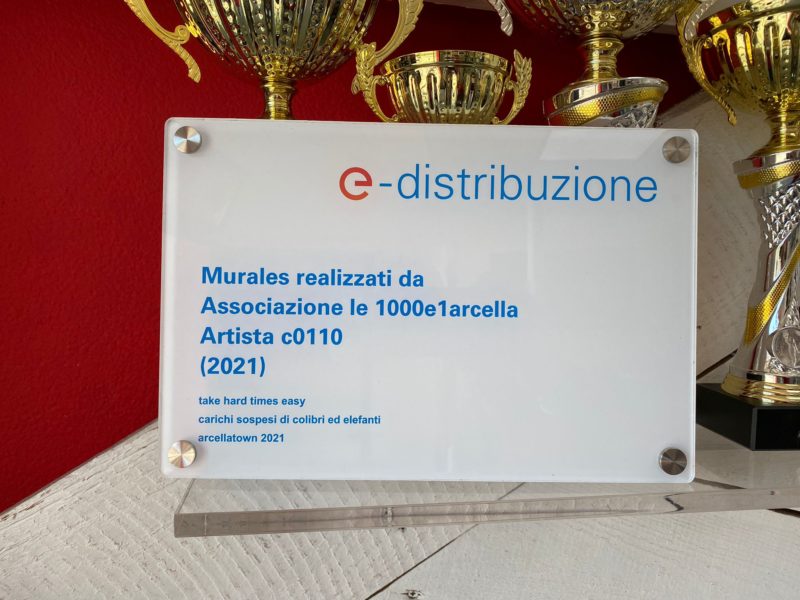 e-distribuzione
Murales realizzati da
Associazione le 1000e1arcella
Artista c0110
(2021)
take hard times easy
carichi sospesi di colibri ed elefanti
arcellatown 2021